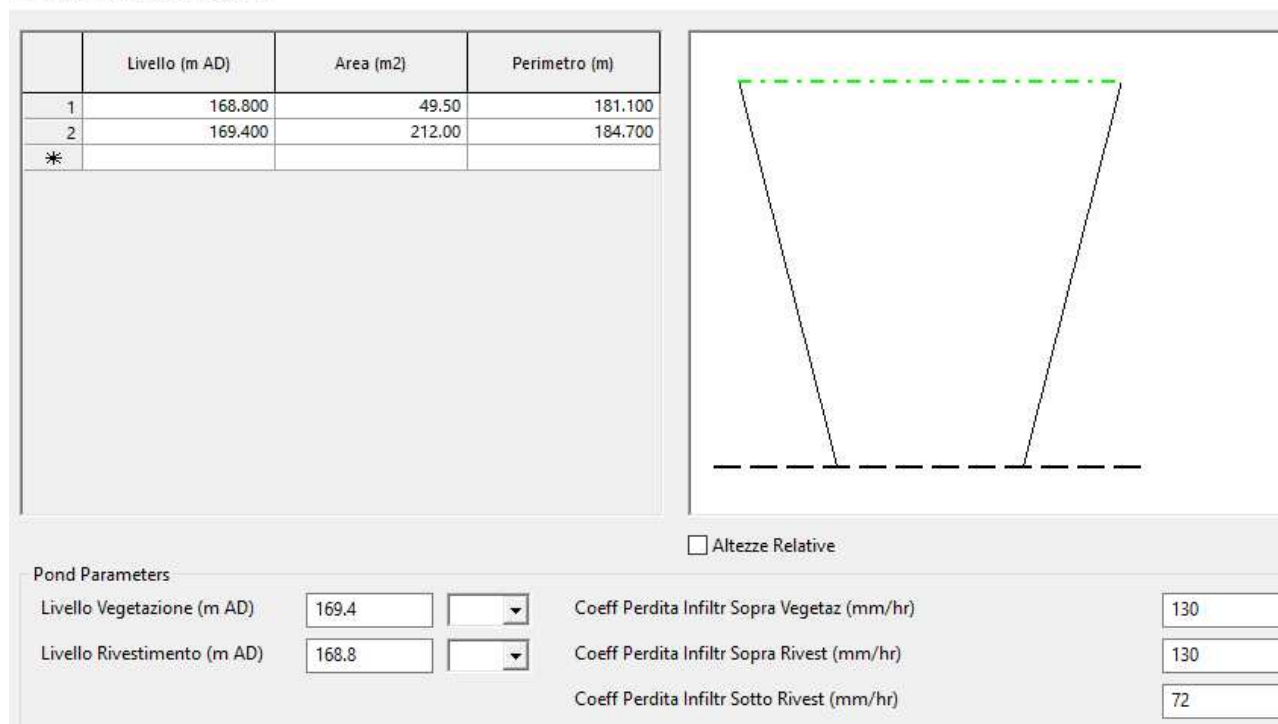 Livello (m AD) Area (m2) Perimetro (m)
1 168.800 49.50 181.100
2 169.400 212.00 184.700
Altezze Relative
Pond Parameters
Livello Vegetazione (m AD) 169.4 Coeff Perdita Infiltr Sopra Vegetaz (mm/hr) 130
Livello Rivestimento (m AD) 168.8 Coeff Perdita Infiltr Sopra Rivest (mm/hr) 130
Coeff Perdita Infiltr Sotto Rivest (mm/hr) 72